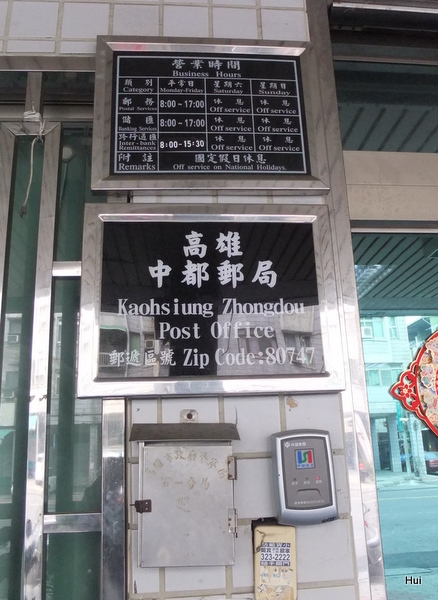 營業時間
Business Hours
類別 平常日 星期六 星期日
Category Monday-Friday Saturday Sunday
郵務 8:00~17:00 休息 休息
Postal Services Off service Off service
儲匯 8:00~17:00 休息 休息
Banking Services Off service Off service
跨行通匯 8:00~15:30 休息 休息
Inter-bank Remittances Off service Off service
附註 國定假日休息
Remarks Off service on National Holidays.
高雄
中都郵局
Kaohsiung Zhongdou
Post Office
郵遞區號 Zip Code:80747
323-2222
Hui